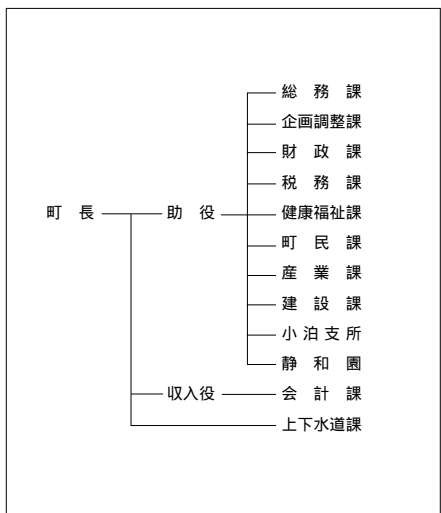 総務課
企画調整課
財政課
税務課
町長 助役 健康福祉課
町民課
産業課
建設課
小泊支所
静和園
収入役 会計課
上下水道課